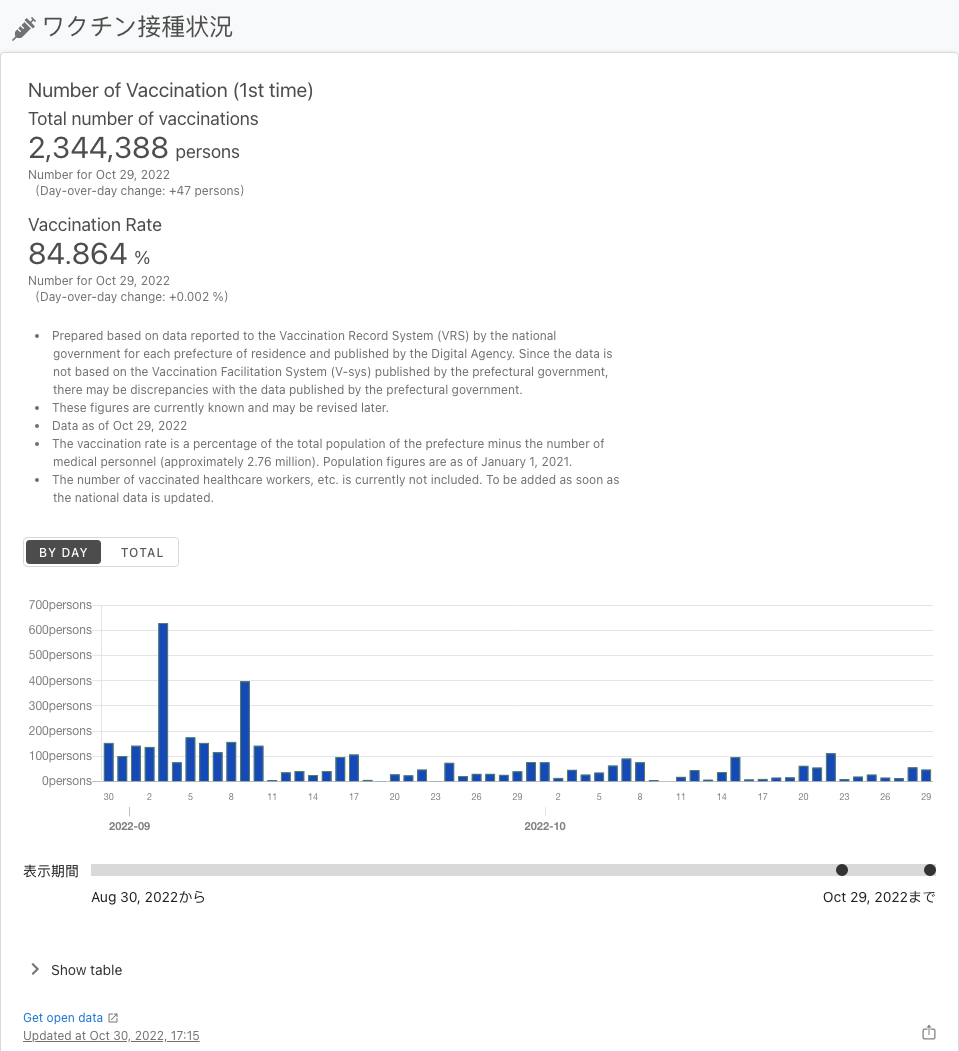 ワクチン接種状況
Number of Vaccination (1st time)
Total number of vaccinations
2,344,388 persons
Number for Oct 29, 2022
(Day-over-day change: +47 persons)
Vaccination Rate
84.864 %
Number for Oct 29, 2022
(Day-over-day change: +0.002 %)
• Prepared based on data reported to the Vaccination Record System (VRS) by the national
government for each prefecture of residence and published by the Digital Agency. Since the data is
not based on the Vaccination Facilitation System (V-sys) published by the prefectural government,
there may be discrepancies with the data published by the prefectural government.
• These figures are currently known and may be revised later.
• Data as of Oct 29, 2022
• The vaccination rate is a percentage of the total population of the prefecture minus the number of
medical personnel (approximately 2.76 million). Population figures are as of January 1, 2021.
• The number of vaccinated healthcare workers, etc. is currently not included. To be added as soon as
the national data is updated.
BY DAY TOTAL
700persons
600persons
500persons
400persons
300persons
200persons
100persons
0persons
30 2 5 8 11 14 17 20 23 26 29 2 5 8 11 14 17 20 23 26 29
2022-09 2022-10
表示期間
Aug 30, 2022から Oct 29, 2022まで
Show table
Get open data
Updated at Oct 30, 2022, 17:15